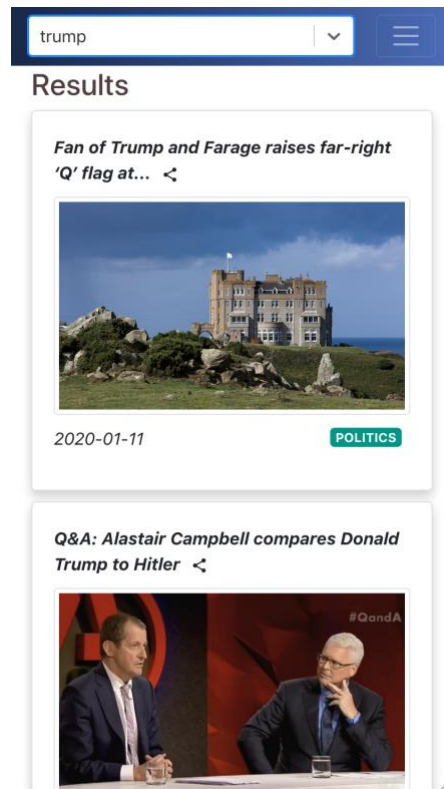 trump
Results
Fan of Trump and Farage raises far-right
‘Q’ flag at...
2020-01-11
POLITICS
Q&A: Alastair Campbell compares Donald
Trump to Hitler
#QandA